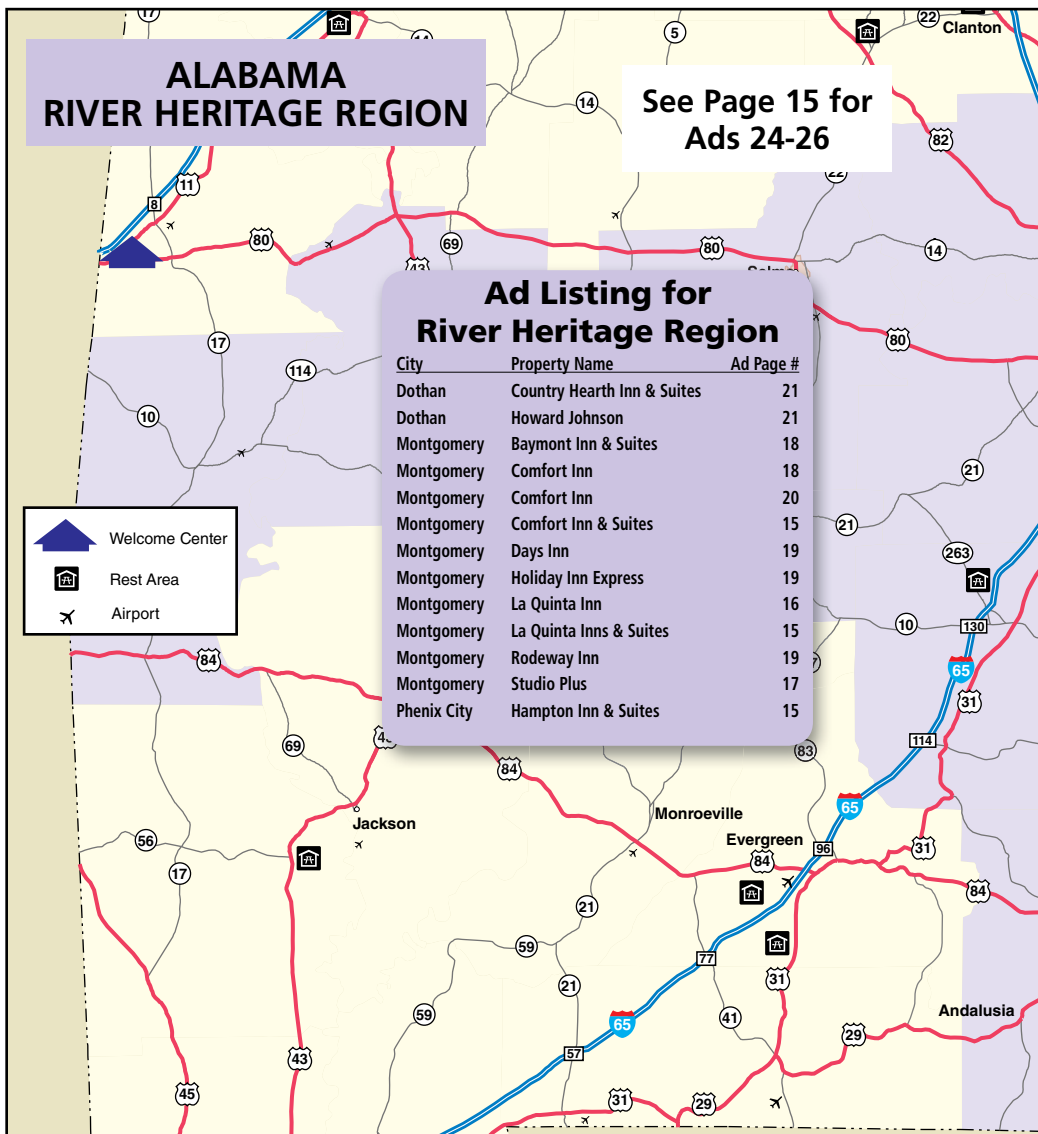 17
14
5
22
Clanton
ALABAMA
RIVER HERITAGE REGION
See Page 15 for
Ads 24-26
14
82
22
11
8
80
69
80
14
43
Selma
80
17
114
10
Ad Listing for
River Heritage Region
City Property Name Ad Page #
Dothan Country Hearth Inn & Suites 21
Dothan Howard Johnson 21
Montgomery Baymont Inn & Suites 18
Montgomery Comfort Inn 18
Montgomery Comfort Inn 20
Montgomery Comfort Inn & Suites 15
Montgomery Days Inn 19
Montgomery Holiday Inn Express 19
Montgomery La Quinta Inn 16
Montgomery La Quinta Inns & Suites 15
Montgomery Rodeway Inn 19
Montgomery Studio Plus 17
Phenix City Hampton Inn & Suites 15
21
21
263
Welcome Center
Rest Area
Airport
10
130
65
31
84
114
69
84
83
65
Jackson
Monroeville
Evergreen
56
17
96
84
31
84
21
59
77
31
21
59
41
Andalusia
65
29
57
43
45
31
29